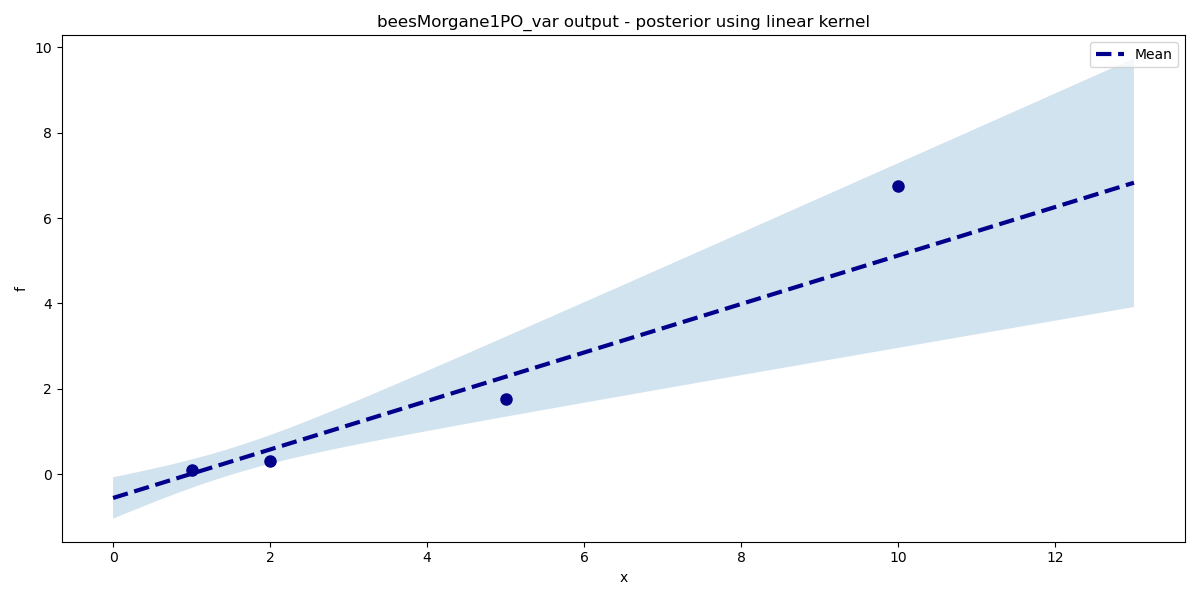 beesMorgane1PO_var output - posterior using linear kernel
Mean
f
10
8
6
4
2
0
0 2 4 6 8 10 12
x